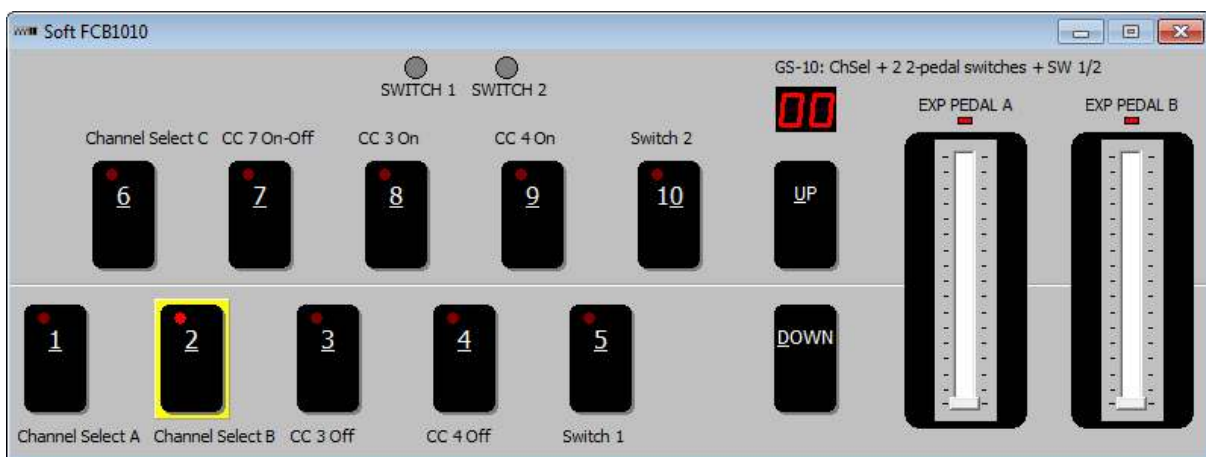 Soft FCB1010
GS-10: ChSel + 2 2-pedal switches + SW 1/2
SWITCH 1 SWITCH 2
00
EXP PEDAL A EXP PEDAL B
Channel Select C CC 7 On-Off CC 3 On CC 4 On Switch 2
6 7 8 9 10 UP
1 2 3 4 5 DOWN
Channel Select A Channel Select B CC 3 Off CC 4 Off Switch 1